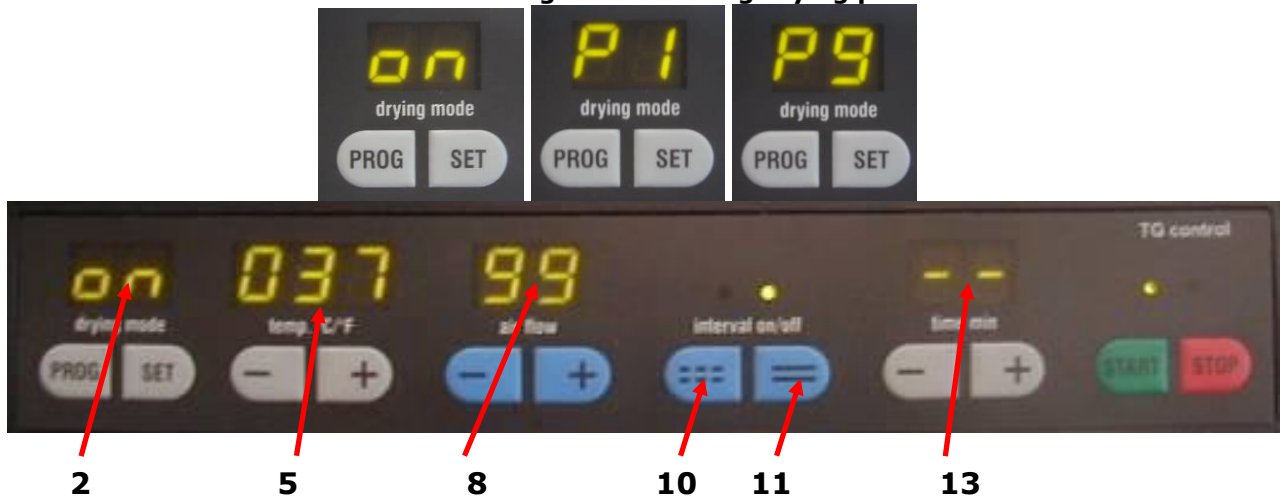 on P1 P9
drying mode drying mode drying mode
PROG SET PROG SET PROG SET
TG control
on 037 99 --
drying mode temp. °C/°F air flow interval on/off time min
PROG SET - + - + - + START STOP
2 5 8 10 11 13